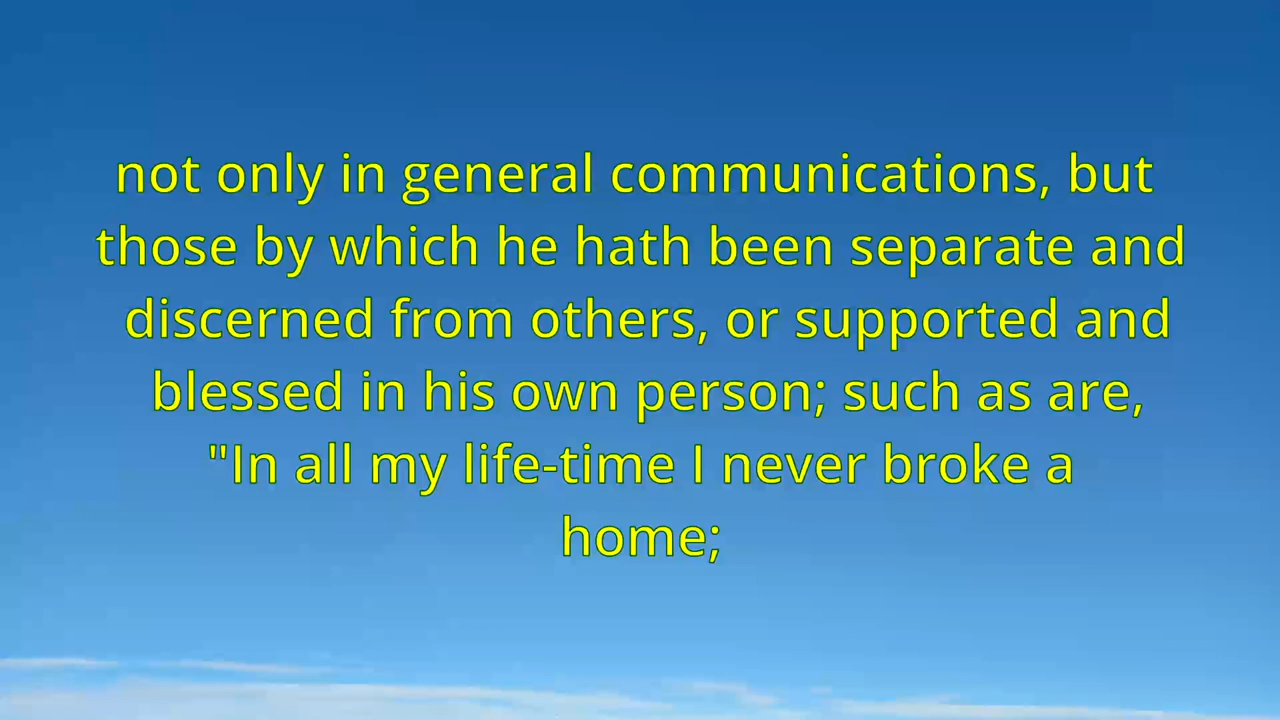 not only in general communications, but
those by which he hath been separate and
discerned from others, or supported and
blessed in his own person; such as are,
"In all my life-time I never broke a
home;